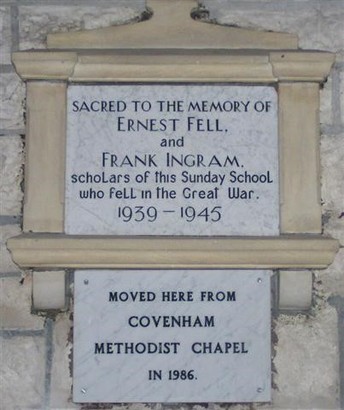 SACRED TO THE MEMORY OF
ERNEST FELL,
and
FRANK INGRAM.
schoLars of this Sunday School
who feLL in the Great War.
1939 - 1945
MOVED HERE FROM
COVENHAM
METHODIST CHAPEL
IN 1986.